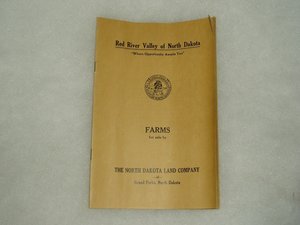 Red River Valley of North Dakota
"Where Opportunity Awaits You"
FARMS
for sale by
THE NORTH DAKOTA LAND COMPANY
of
Grand Forks, North Dakota